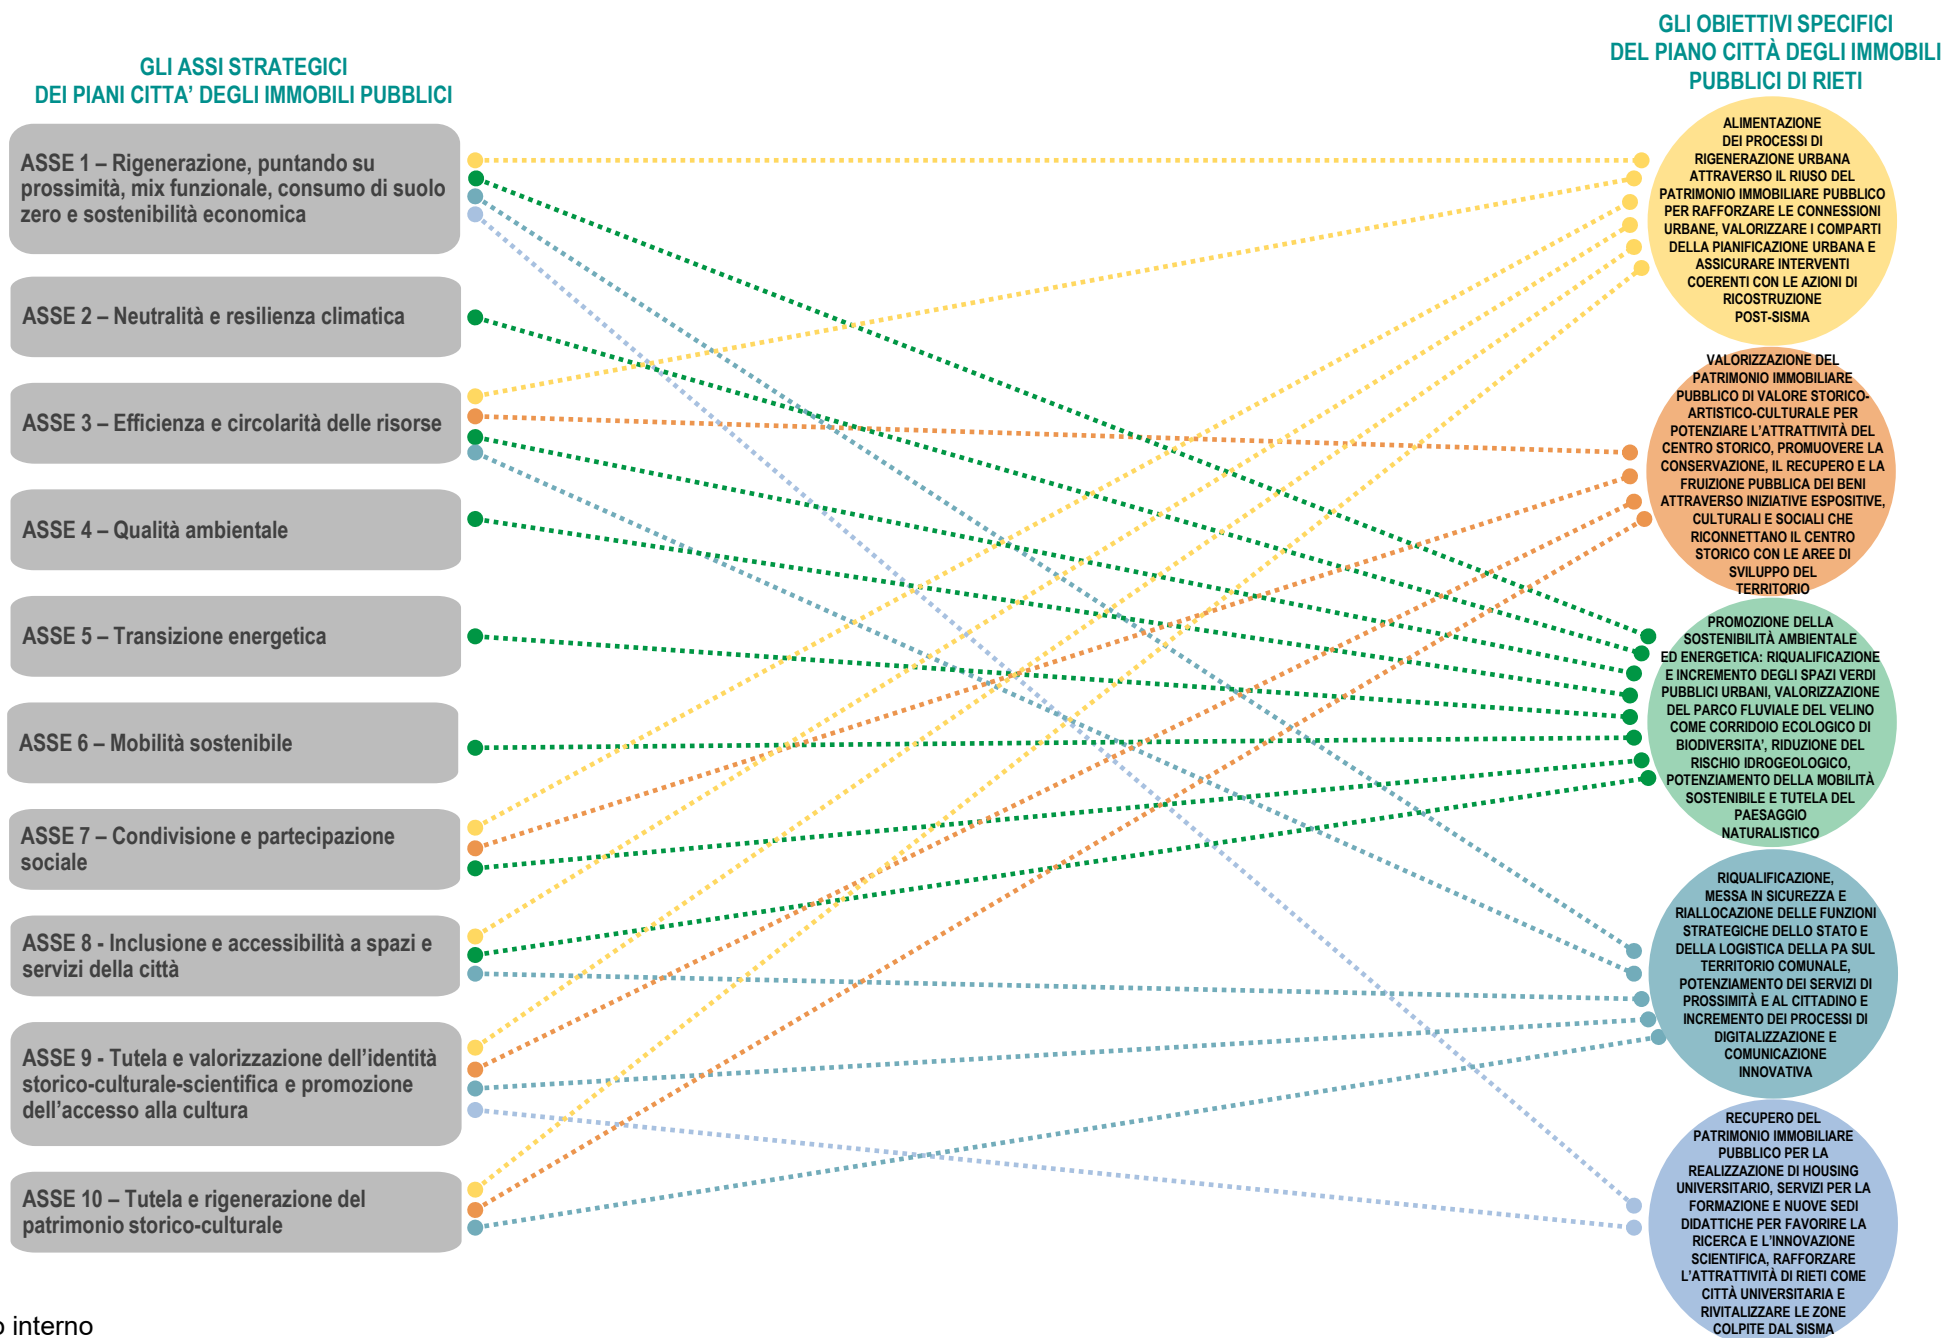 GLI ASSI STRATEGICI
DEI PIANI CITTA' DEGLI IMMOBILI PUBBLICI
ASSE 1 – Rigenerazione, puntando su
prossimità, mix funzionale, consumo di suolo
zero e sostenibilità economica
ASSE 2 – Neutralità e resilienza climatica
ASSE 3 – Efficienza e circolarità delle risorse
ASSE 4 – Qualità ambientale
ASSE 5 – Transizione energetica
ASSE 6 – Mobilità sostenibile
ASSE 7 – Condivisione e partecipazione
sociale
ASSE 8 - Inclusione e accessibilità a spazi e
servizi della città
ASSE 9 - Tutela e valorizzazione dell'identità
storico-culturale-scientifica e promozione
dell'accesso alla cultura
ASSE 10 – Tutela e rigenerazione del
patrimonio storico-culturale
GLI OBIETTIVI SPECIFICI
DEL PIANO CITTÀ DEGLI IMMOBILI
PUBBLICI DI RIETI
ALIMENTAZIONE
DEI PROCESSI DI
RIGENERAZIONE URBANA
ATTRAVERSO IL RIUSO DEL
PATRIMONIO IMMOBILIARE PUBBLICO
PER RAFFORZARE LE CONNESSIONI
URBANE, VALORIZZARE I COMPARTI
DELLA PIANIFICAZIONE URBANA E
ASSICURARE INTERVENTI
COERENTI CON LE AZIONI DI
RICOSTRUZIONE
POST-SISMA
VALORIZZAZIONE DEL
PATRIMONIO IMMOBILIARE
PUBBLICO DI VALORE STORICO-
ARTISTICO-CULTURALE PER
POTENZIARE L'ATTRATTIVITÀ DEL
CENTRO STORICO, PROMUOVERE LA
CONSERVAZIONE, IL RECUPERO E LA
FRUIZIONE PUBBLICA DEI BENI
ATTRAVERSO INIZIATIVE ESPOSITIVE,
CULTURALI E SOCIALI CHE
RICONNETTANO IL CENTRO
STORICO CON LE AREE DI
SVILUPPO DEL
TERRITORIO
PROMOZIONE DELLA
SOSTENIBILITÀ AMBIENTALE
ED ENERGETICA: RIQUALIFICAZIONE
E INCREMENTO DEGLI SPAZI VERDI
PUBBLICI URBANI, VALORIZZAZIONE
DEL PARCO FLUVIALE DEL VELINO
COME CORRIDOIO ECOLOGICO DI
BIODIVERSITA', RIDUZIONE DEL
RISCHIO IDROGEOLOGICO,
POTENZIAMENTO DELLA MOBILITÀ
SOSTENIBILE E TUTELA DEL
PAESAGGIO
NATURALISTICO
RIQUALIFICAZIONE,
MESSA IN SICUREZZA E
RIALLOCAZIONE DELLE FUNZIONI
STRATEGICHE DELLO STATO E
DELLA LOGISTICA DELLA PA SUL
TERRITORIO COMUNALE,
POTENZIAMENTO DEI SERVIZI DI
PROSSIMITÀ E AL CITTADINO E
INCREMENTO DEI PROCESSI DI
DIGITALIZZAZIONE E
COMUNICAZIONE
INNOVATIVA
RECUPERO DEL
PATRIMONIO IMMOBILIARE
PUBBLICO PER LA
REALIZZAZIONE DI HOUSING
UNIVERSITARIO, SERVIZI PER LA
FORMAZIONE E NUOVE SEDI
DIDATTICHE PER FAVORIRE LA
RICERCA E L'INNOVAZIONE
SCIENTIFICA, RAFFORZARE
L'ATTRATTIVITÀ DI RIETI COME
CITTÀ UNIVERSITARIA E
RIVITALIZZARE LE ZONE
COLPITE DAL SISMA
o interno